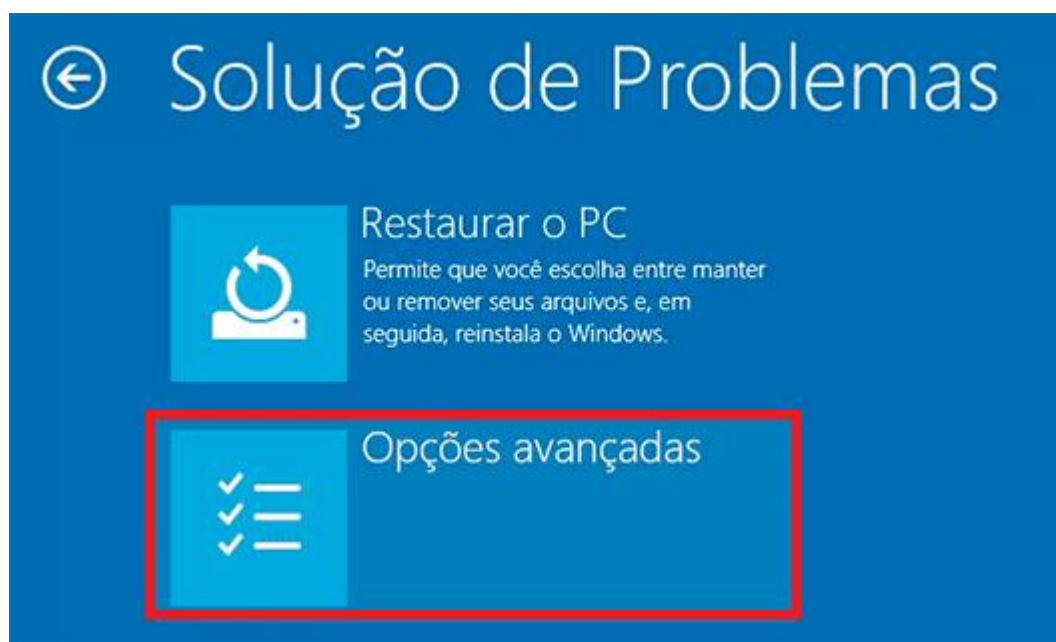 Solução de Problemas
Restaurar o PC
Permite que você escolha entre manter
ou remover seus arquivos e, em
seguida, reinstala o Windows.
Opções avançadas